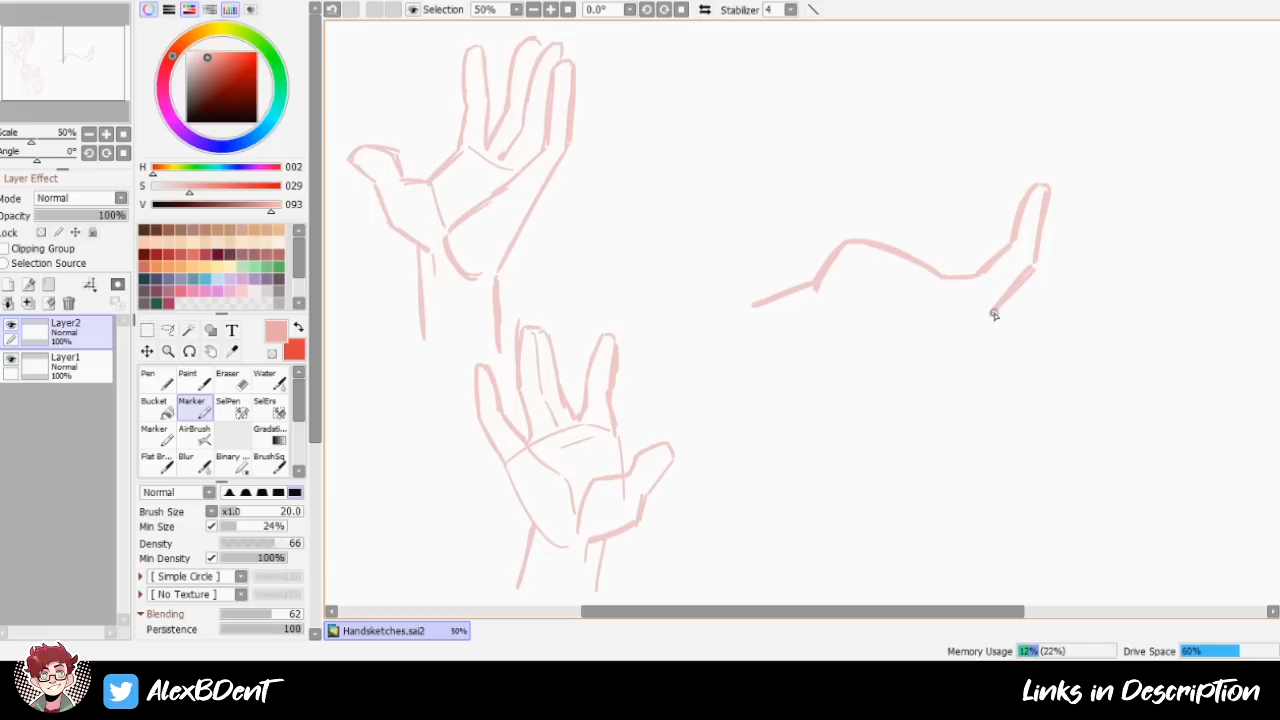 Selection 50% 0.0° Stabilizer 4
Scale 50%
Angle 0°
Layer Effect
Mode Normal
Opacity 100%
Lock
Clipping Group
Selection Source
Layer2
Normal
100%
Layer1
Normal
100%
H 002
S 029
V 093
T
Pen Paint Eraser Water
Bucket Marker SelPen SelErs
Marker AirBrush Gradati...
Flat Br... Blur Binary ... BrushSq
Normal
Brush Size x1.0 20.0
Min Size 24%
Density 66
Min Density 100%
[ Simple Circle ]
[ No Texture ]
Blending 62
Persistence 100
Handsketches.sai2 50%
Memory Usage 12% (22%) Drive Space 60%
AlexBDenT Links in Description